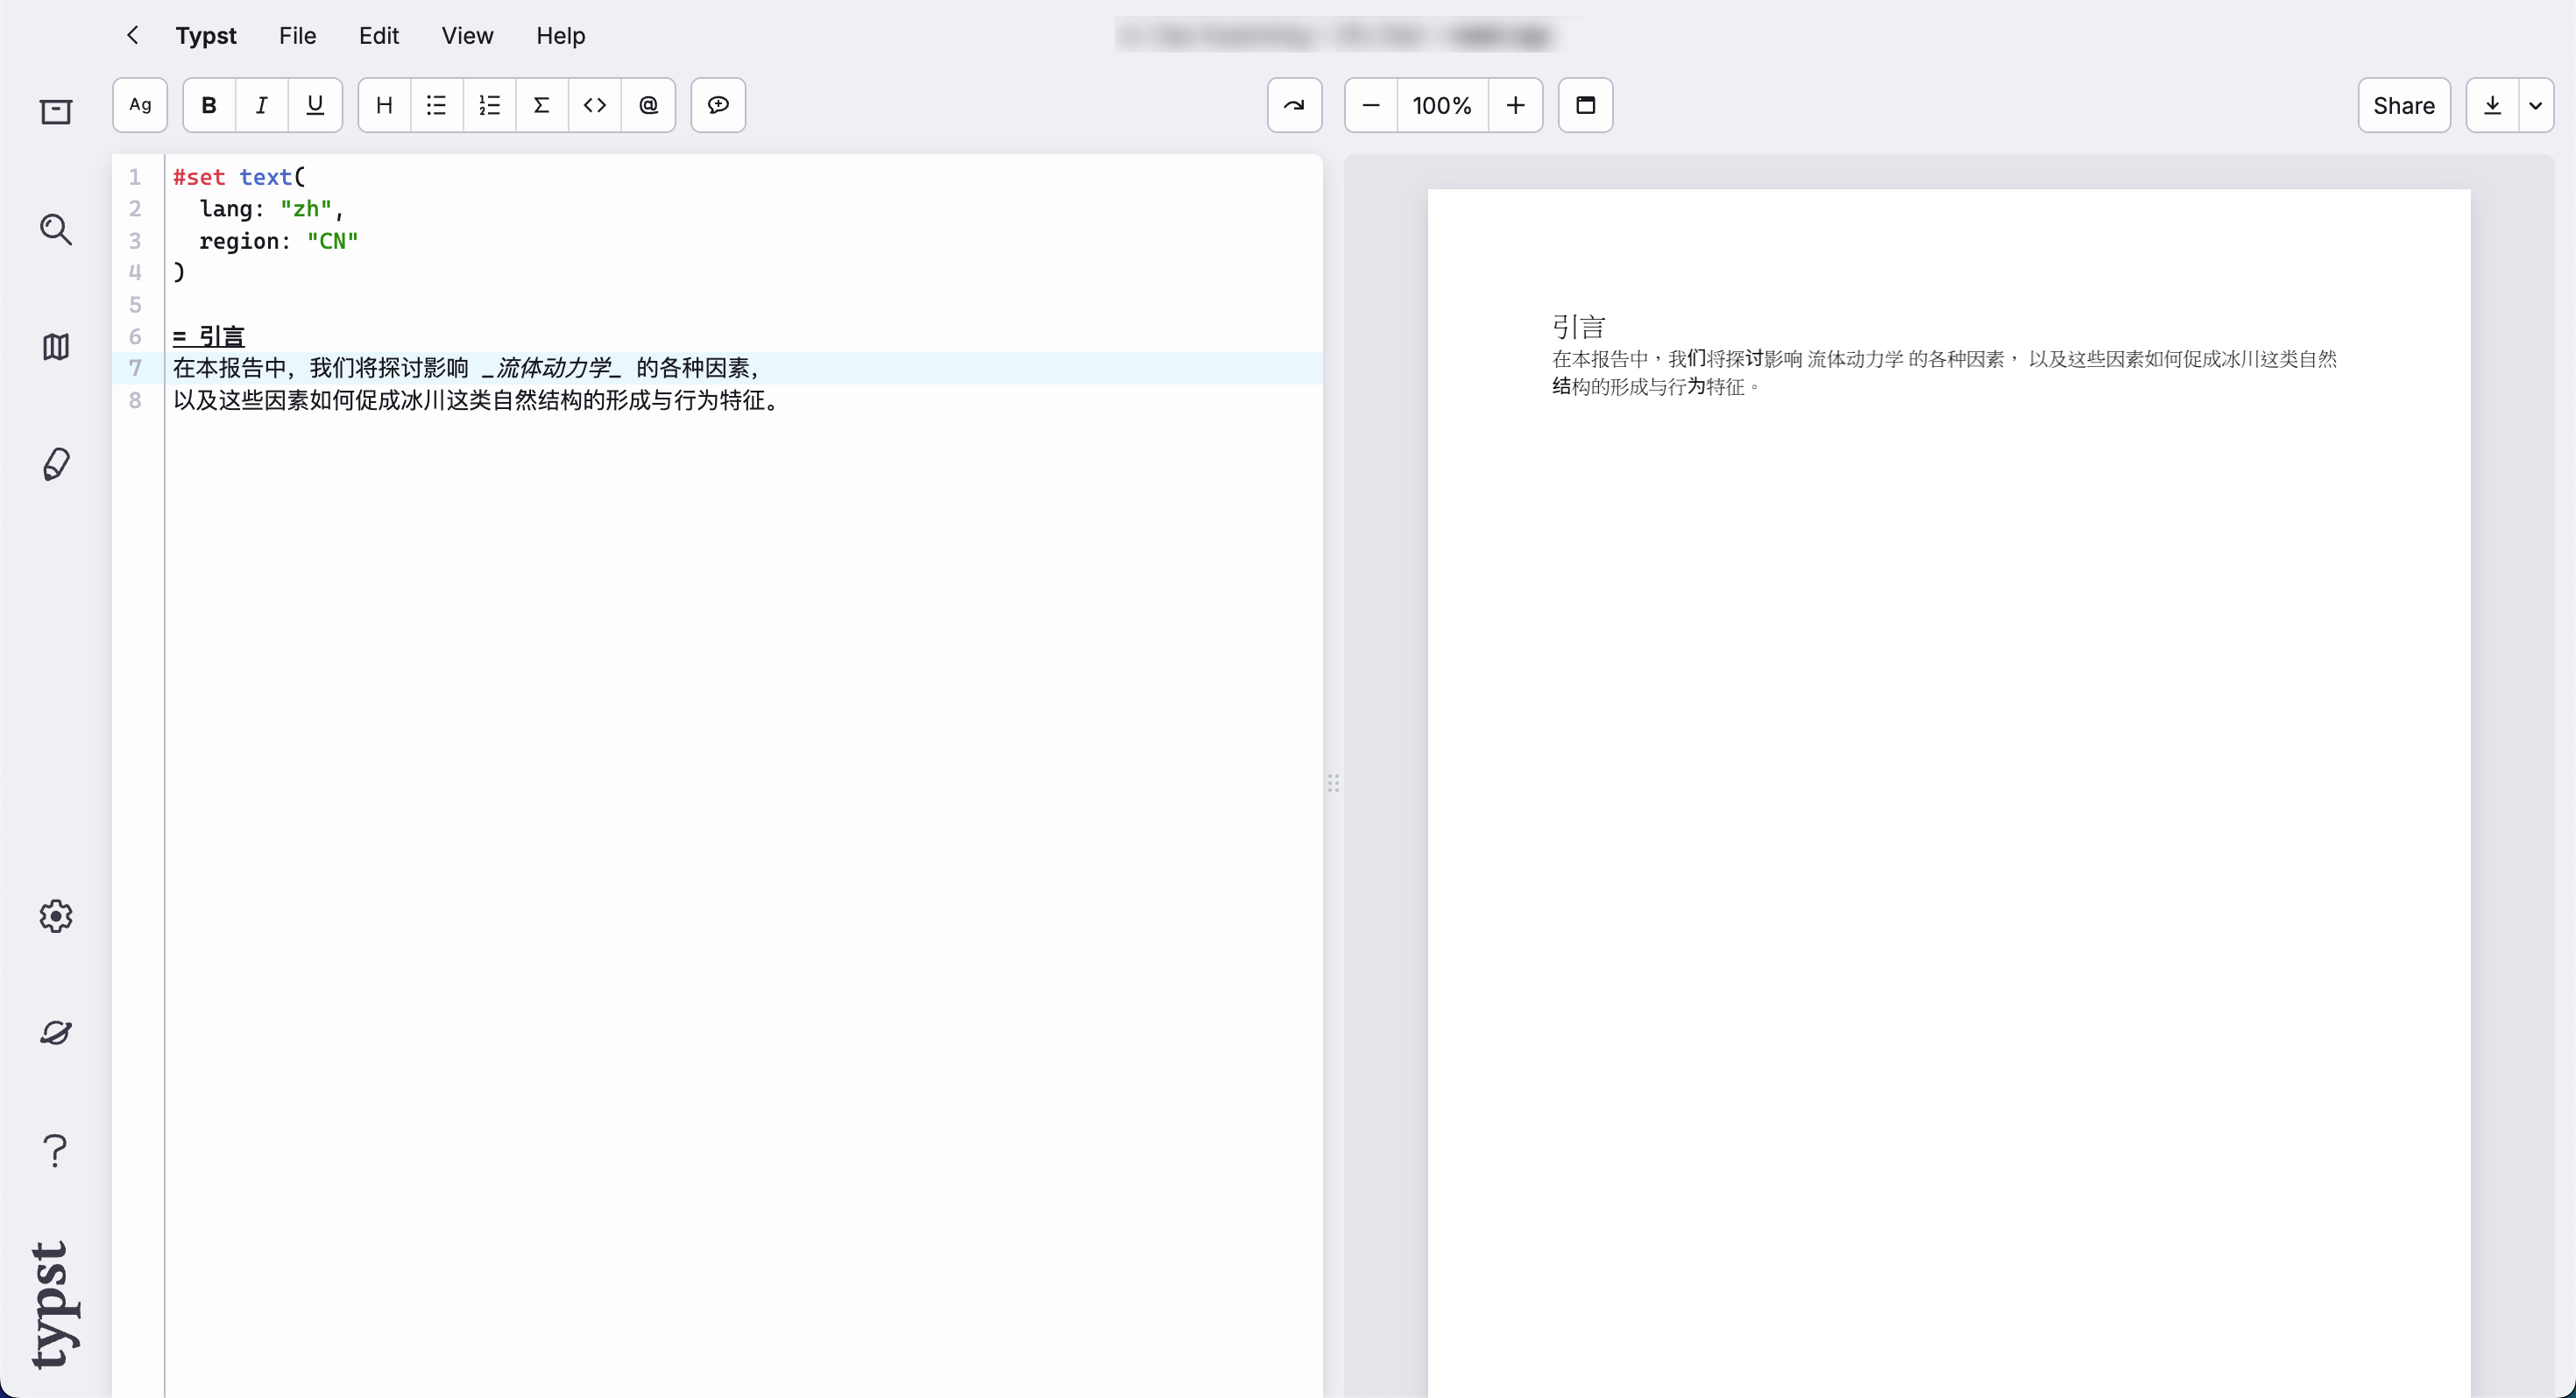 Typst File Edit View Help
Ag B I U H Σ <> @ 100% Share
1 #set text(
2 lang: "zh",
3 region: "CN"
4 )
5
6 = 引言
7 在本报告中，我们将探讨影响 _流体动力学_ 的各种因素，
8 以及这些因素如何促成冰川这类自然结构的形成与行为特征。
引言
在本报告中，我们将探讨影响 流体动力学 的各种因素， 以及这些因素如何促成冰川这类自然
结构的形成与行为特征。
typst